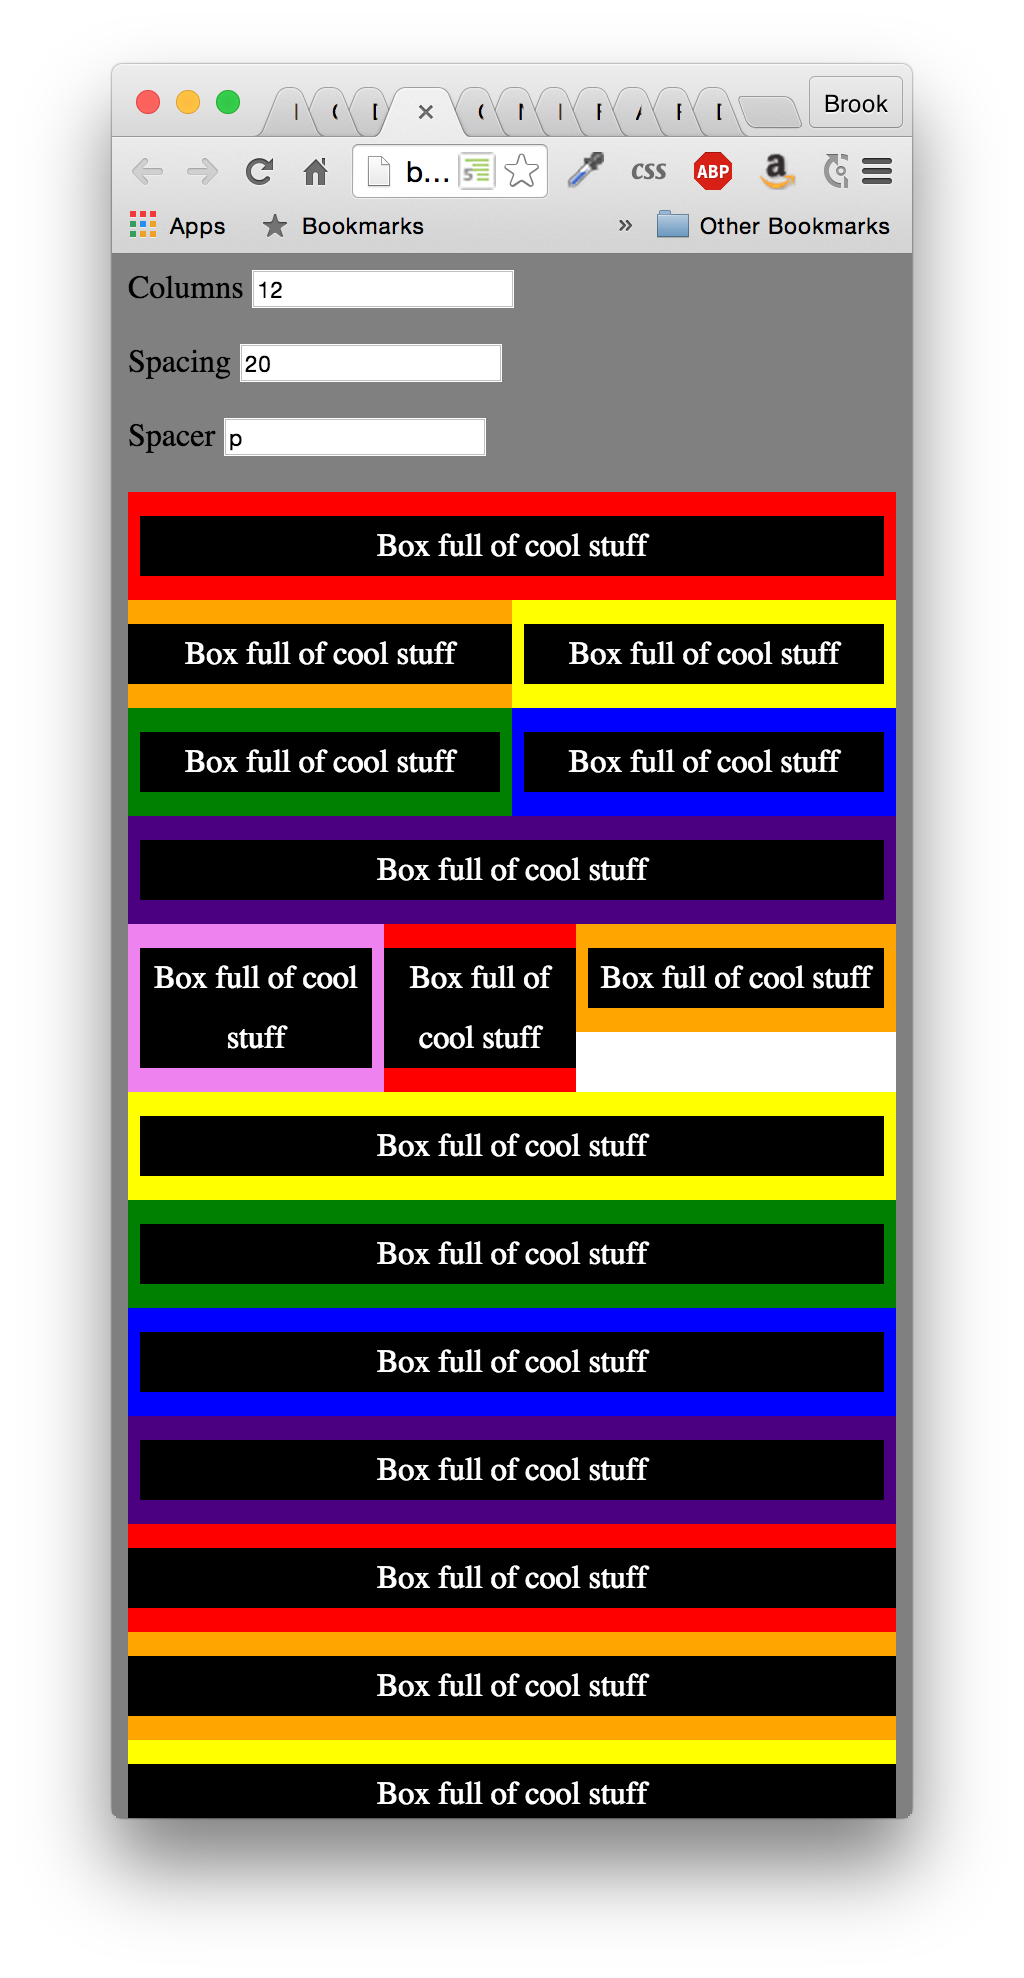 Brook
b...
5
CSS
ABP
a
Apps
Bookmarks
»
Other Bookmarks
Columns 12
Spacing 20
Spacer p
Box full of cool stuff
Box full of cool stuff
Box full of cool stuff
Box full of cool stuff
Box full of cool stuff
Box full of cool stuff
Box full of cool
stuff
Box full of
cool stuff
Box full of cool stuff
Box full of cool stuff
Box full of cool stuff
Box full of cool stuff
Box full of cool stuff
Box full of cool stuff
Box full of cool stuff
Box full of cool stuff